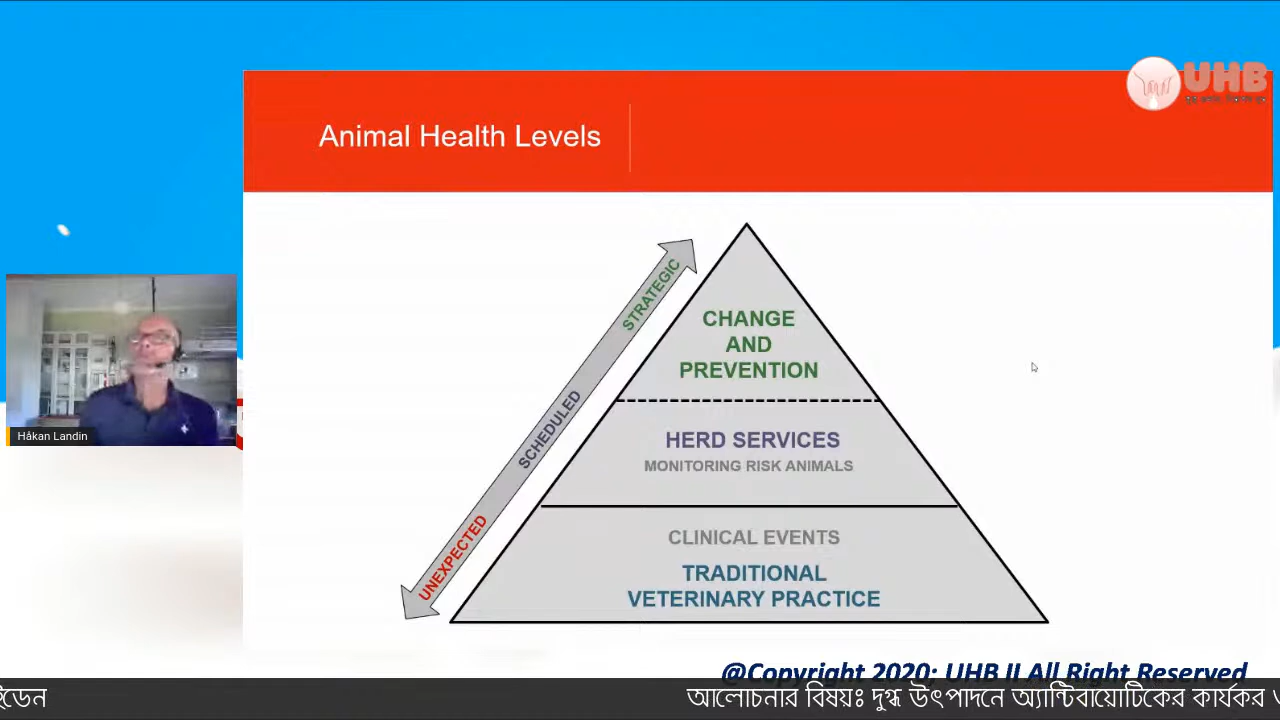 UHB
Animal Health Levels
STRATEGIC
SCHEDULED
UNEXPECTED
CHANGE
AND
PREVENTION
HERD SERVICES
MONITORING RISK ANIMALS
CLINICAL EVENTS
TRADITIONAL
VETERINARY PRACTICE
Håkan Landin
@Copyright 2020; UHB II All Right Reserved
ইডেন
আলোচনার বিষয়ঃ দুগ্ধ উৎপাদনে অ্যান্টিবায়োটিকের কার্যকর